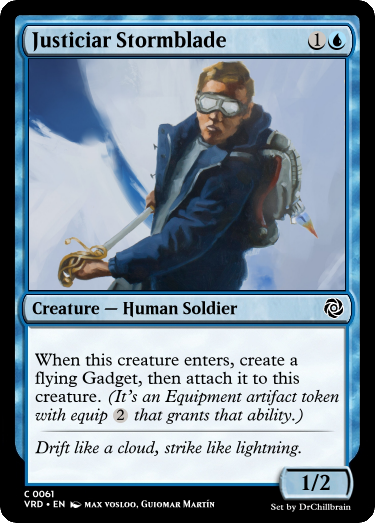 Justiciar Stormblade 1
Creature — Human Soldier
When this creature enters, create a
flying Gadget, then attach it to this
creature. (It's an Equipment artifact token
with equip 2 that grants that ability.)
Drift like a cloud, strike like lightning.
1/2
C 0061
VRD • EN MAX VOSLOO, GUIOMAR MARTÍN
Set by DrChillbrain